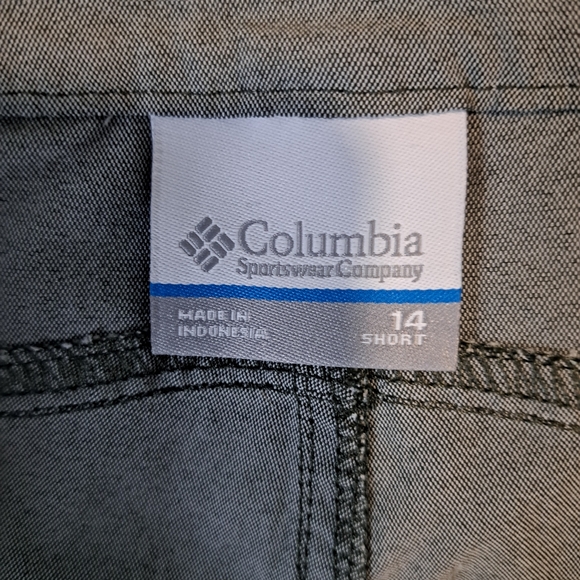 Columbia
Sportswear Company
MADE IN
INDONESIA
14
SHORT